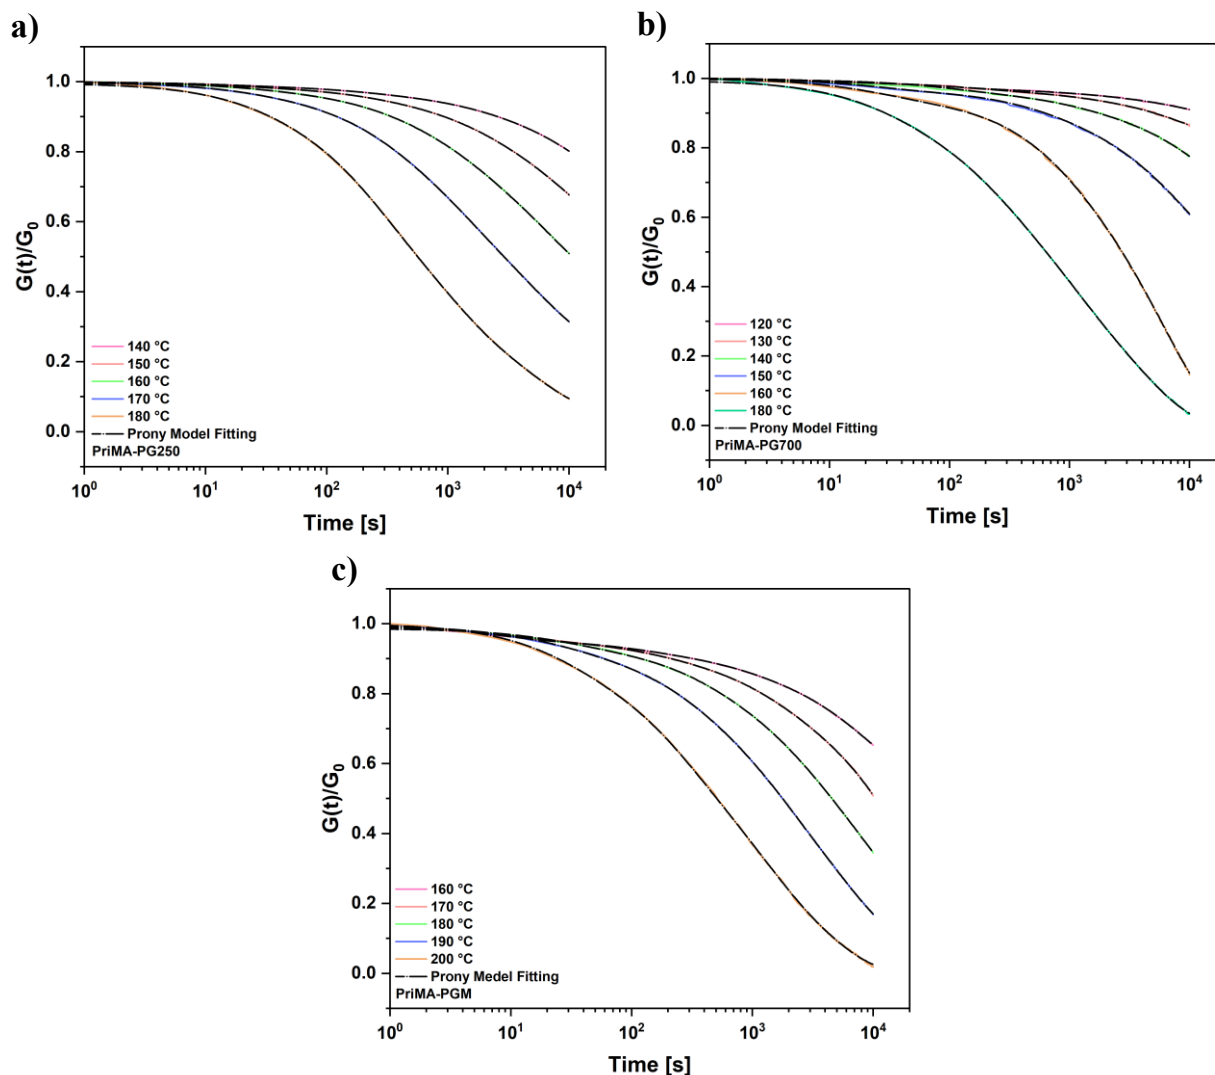 a)
G(t)/G0
1.0
0.8
0.6
0.4
0.2
0.0
140 °C
150 °C
160 °C
170 °C
180 °C
Prony Model Fitting
PriMA-PG250
10^0
10^1
10^2
10^3
10^4
Time [s]
b)
G(t)/G0
1.0
0.8
0.6
0.4
0.2
0.0
120 °C
130 °C
140 °C
150 °C
160 °C
180 °C
Prony Model Fitting
PriMA-PG700
10^0
10^1
10^2
10^3
10^4
Time [s]
c)
G(t)/G0
1.0
0.8
0.6
0.4
0.2
0.0
160 °C
170 °C
180 °C
190 °C
200 °C
Prony Medel Fitting
PriMA-PGM
10^0
10^1
10^2
10^3
10^4
Time [s]